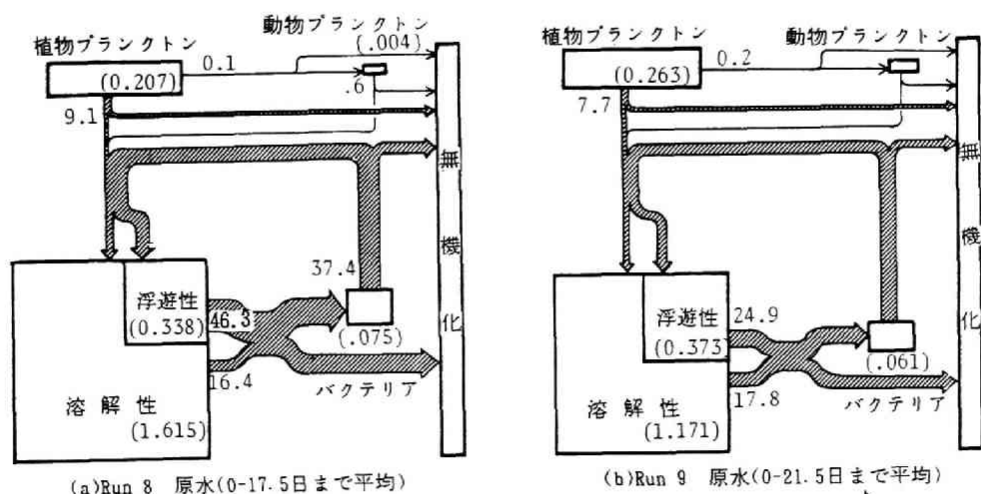 植物プランクトン
動物プランクトン
(.004)
(0.207)
0.1
.6
9.1
37.4
浮遊性
(0.338)
46.3
(.075)
16.4
バクテリア
溶解性
(1.615)
無機化
(a)Run 8 原水(0-17.5日まで平均)
植物プランクトン
動物プランクトン
(0.263)
0.2
7.7
浮遊性
(0.373)
24.9
(.061)
17.8
バクテリア
溶解性
(1.171)
無機化
(b)Run 9 原水(0-21.5日まで平均)